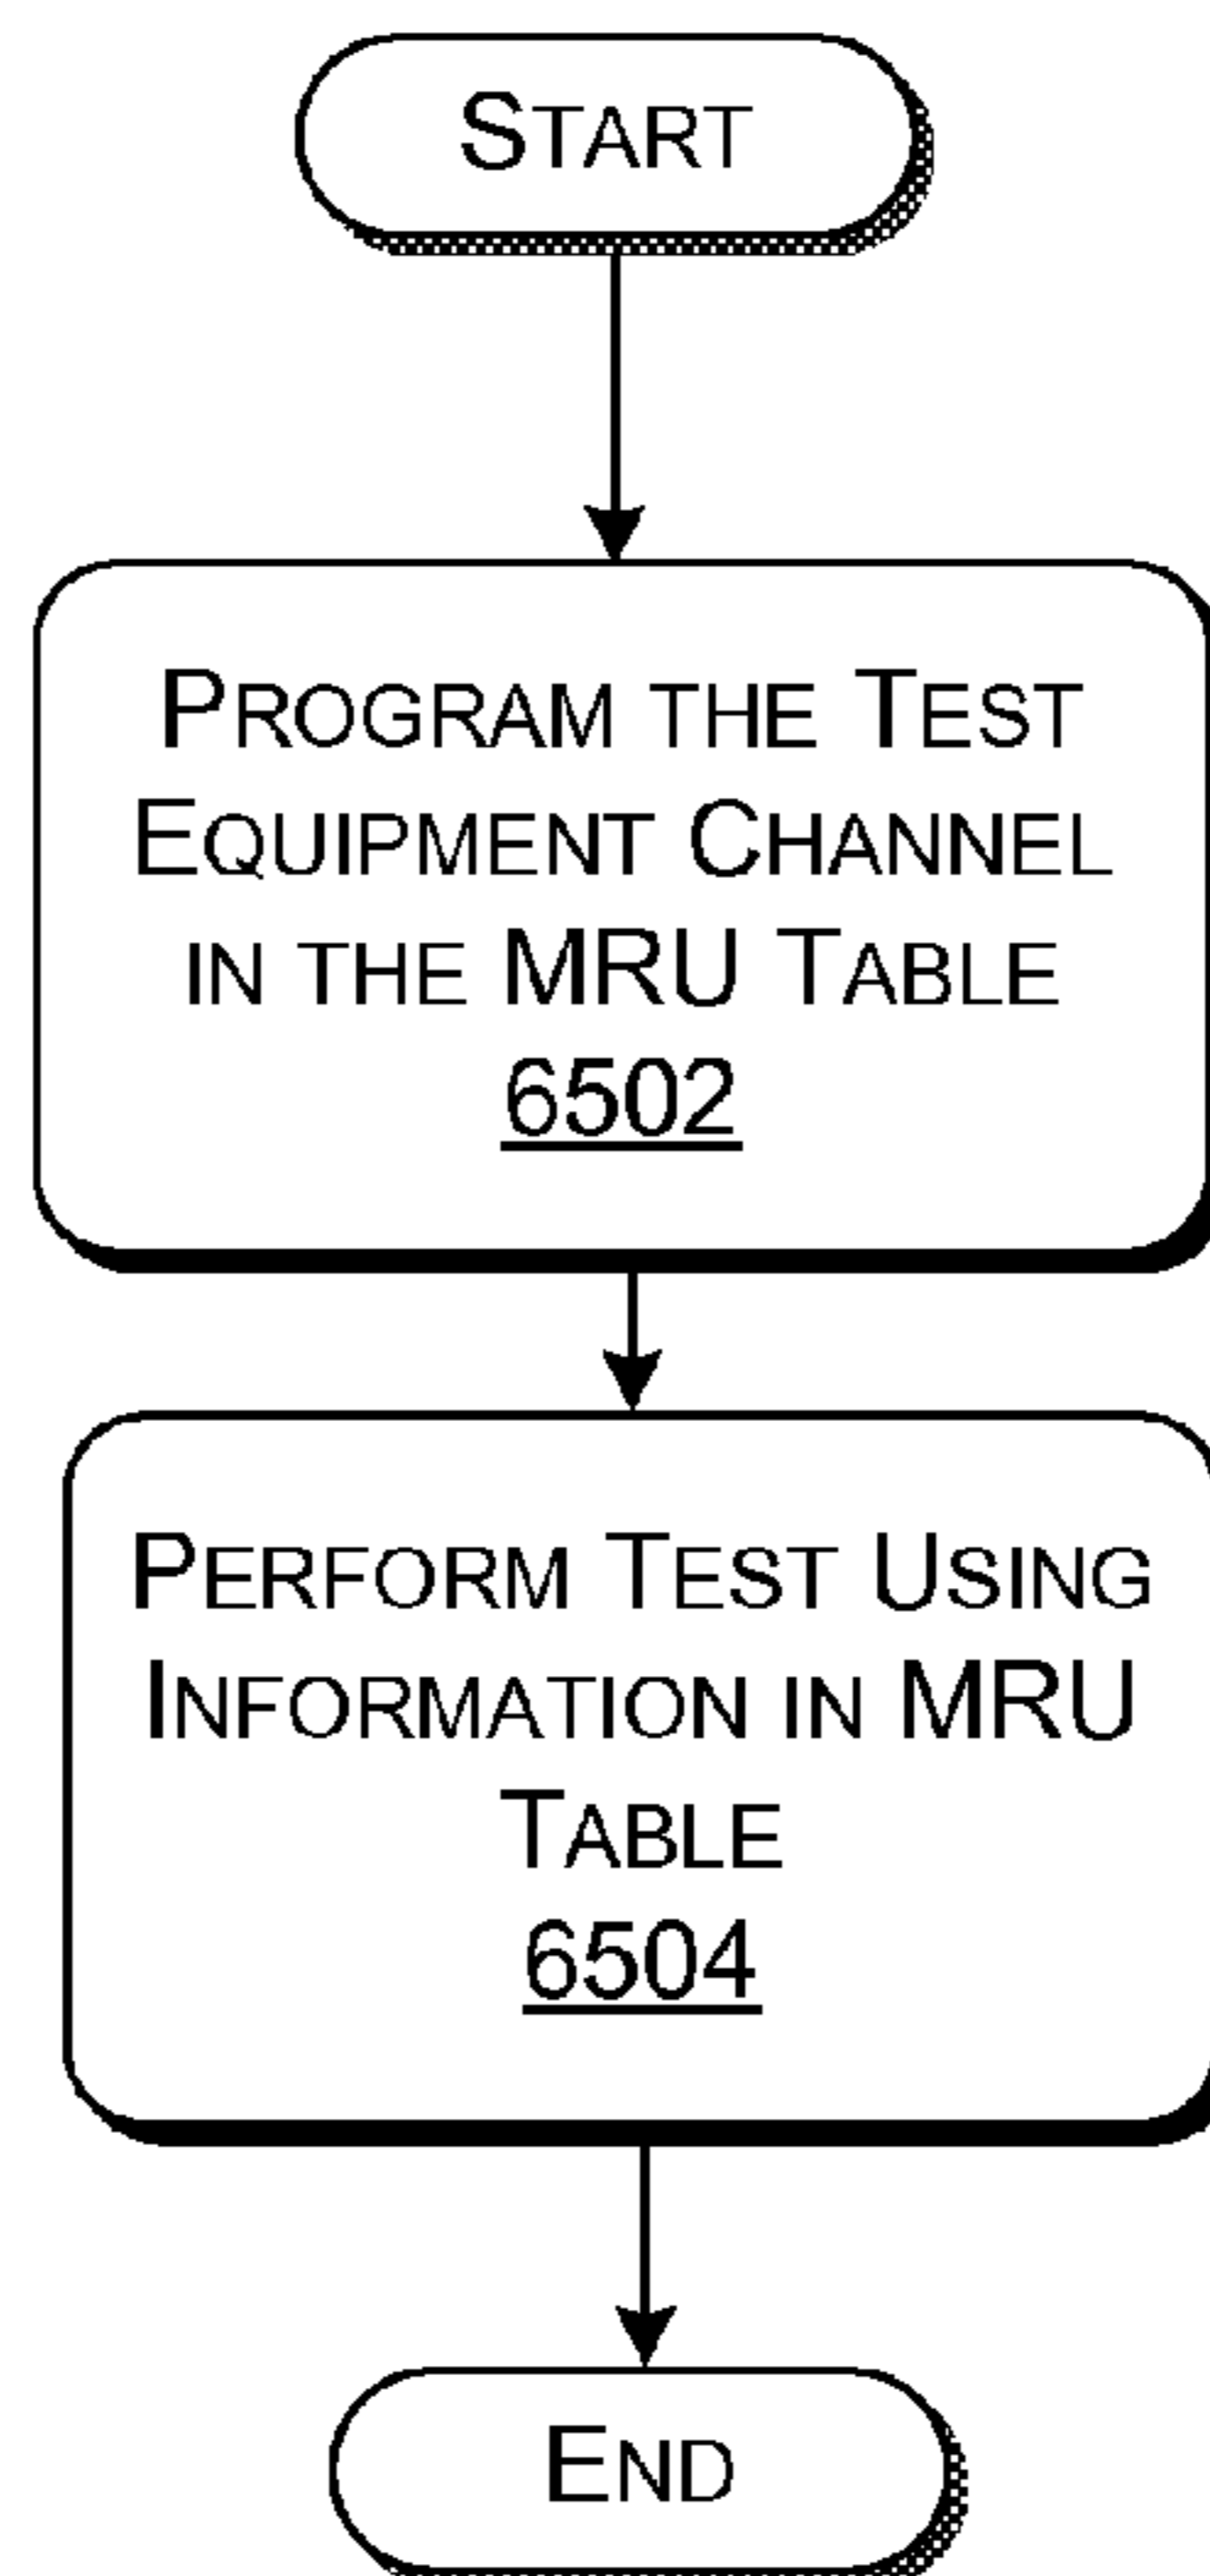 START
PROGRAM THE TEST
EQUIPMENT CHANNEL
IN THE MRU TABLE
6502
PERFORM TEST USING
INFORMATION IN MRU
TABLE
6504
END